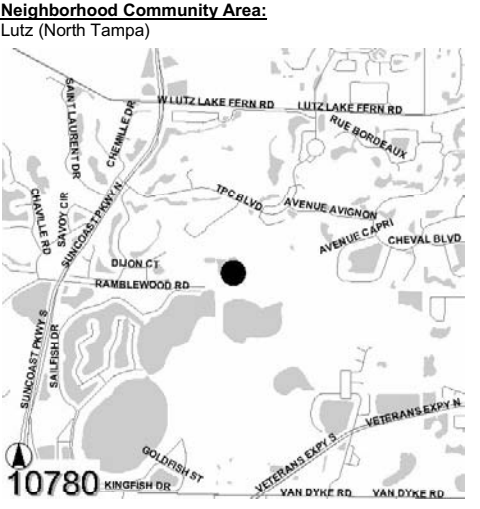 Neighborhood Community Area:
Lutz (North Tampa)
W LUTZ LAKE FERN RD
LUTZ LAKE FERN RD
SAINT LAURENT DR
CHEMILLE DR
RUE BORDEAUX
TPC BLVD
AVENUE AVIGNON
CHAVILLE RD
SAVOY CIR
SUNCOAST PKWY N
AVENUE CAPRI
CHEVAL BLVD
DIJON CT
RAMBLEWOOD RD
SUNCOAST PKWY S
SAILFISH DR
VETERANS EXPY N
VETERANS EXPY S
GOLDFISH ST
10780
KINGFISH DR
VAN DYKE RD
VAN DYKE RD